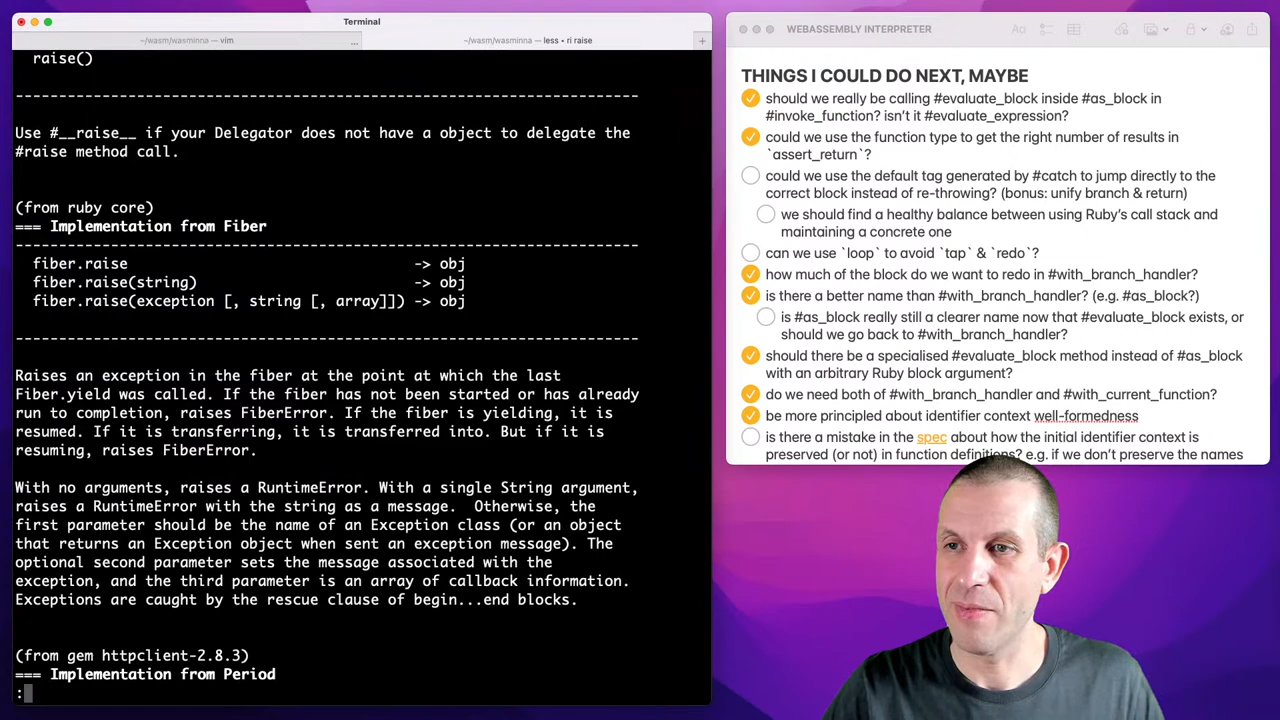 Terminal
~/wasm/wasminna — vim
...
~/wasm/wasminna — less • ri raise
+
raise()
--------------------------------------------------------------------------------
Use #__raise__ if your Delegator does not have a object to delegate the
#raise method call.
(from ruby core)
=== Implementation from Fiber
--------------------------------------------------------------------------------
fiber.raise -> obj
fiber.raise(string) -> obj
fiber.raise(exception [, string [, array]]) -> obj
--------------------------------------------------------------------------------
Raises an exception in the fiber at the point at which the last
Fiber.yield was called. If the fiber has not been started or has already
run to completion, raises FiberError. If the fiber is yielding, it is
resumed. If it is transferring, it is transferred into. But if it is
resuming, raises FiberError.
With no arguments, raises a RuntimeError. With a single String argument,
raises a RuntimeError with the string as a message.  Otherwise, the
first parameter should be the name of an Exception class (or an object
that returns an Exception object when sent an exception message). The
optional second parameter sets the message associated with the
exception, and the third parameter is an array of callback information.
Exceptions are caught by the rescue clause of begin...end blocks.
(from gem httpclient-2.8.3)
=== Implementation from Period
:
WEBASSEMBLY INTERPRETER
Aa
THINGS I COULD DO NEXT, MAYBE
should we really be calling #evaluate_block inside #as_block in
#invoke_function? isn’t it #evaluate_expression?
could we use the function type to get the right number of results in
`assert_return`?
could we use the default tag generated by #catch to jump directly to the
correct block instead of re-throwing? (bonus: unify branch & return)
we should find a healthy balance between using Ruby’s call stack and
maintaining a concrete one
can we use `loop` to avoid `tap` & `redo`?
how much of the block do we want to redo in #with_branch_handler?
is there a better name than #with_branch_handler? (e.g. #as_block?)
is #as_block really still a clearer name now that #evaluate_block exists, or
should we go back to #with_branch_handler?
should there be a specialised #evaluate_block method instead of #as_block
with an arbitrary Ruby block argument?
do we need both of #with_branch_handler and #with_current_function?
be more principled about identifier context well-formedness
is there a mistake in the spec about how the initial identifier context is
preserved (or not) in function definitions? e.g. if we don’t preserve the names